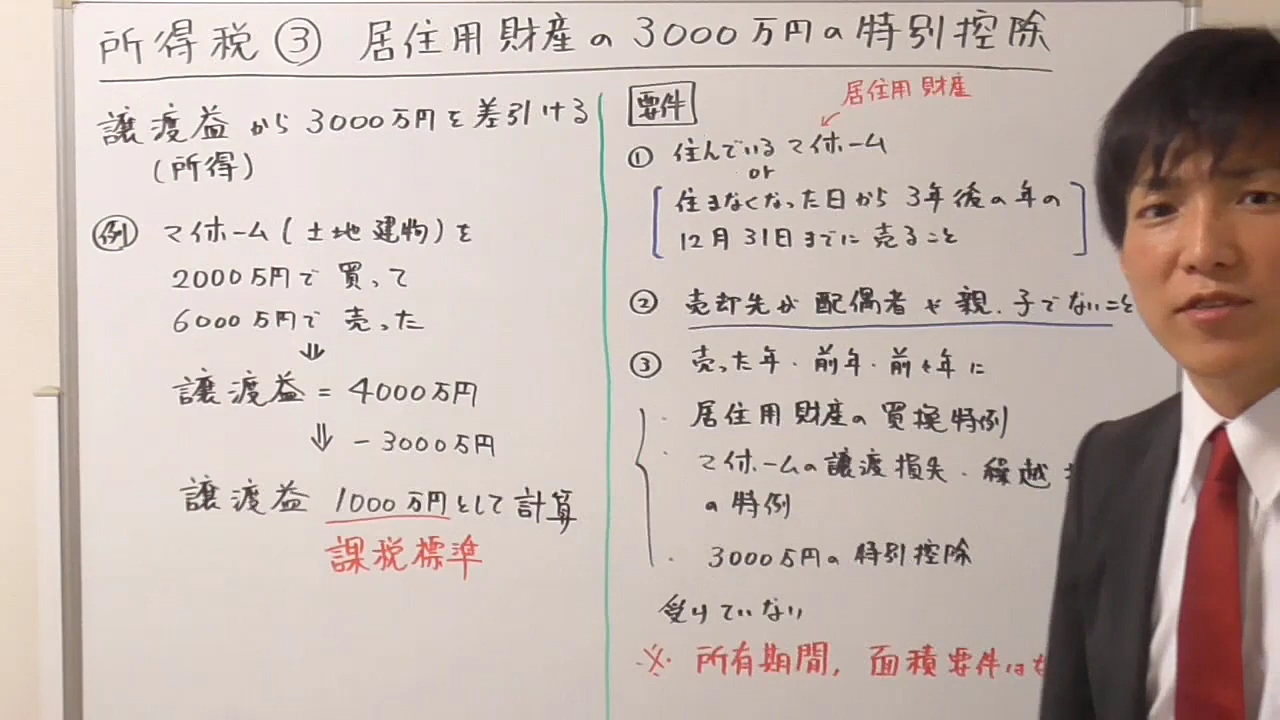 所得税③ 居住用財産の3000万円の特別控除
譲渡益から3000万円を差引ける
(所得)
例 マイホーム(土地建物)を
2000万円で買って
6000万円で売った
⇓
譲渡益=4000万円
⇓ -3000万円
譲渡益 1000万円として計算
課税標準
要件
居住用財産
① 住んでいるマイホーム
or
住まなくなった日から3年後の年の
12月31日までに売ること
② 売却先が配偶者や親、子でないこと
③ 売った年・前年・前々年に
・居住用財産の買換特例
・マイホームの譲渡損失・繰越
の特例
・3000万円の特別控除
受けていない
※ 所有期間, 面積要件は